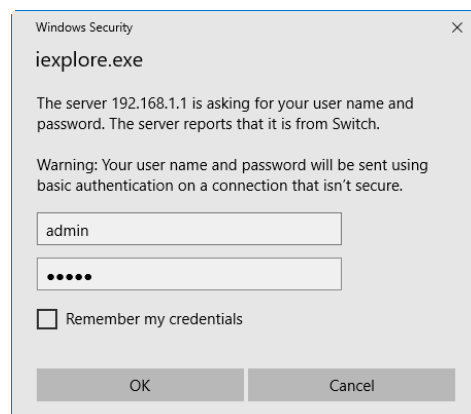 Windows Security
iexplore.exe
The server 192.168.1.1 is asking for your user name and
password. The server reports that it is from Switch.
Warning: Your user name and password will be sent using
basic authentication on a connection that isn't secure.
admin
•••••
Remember my credentials
OK
Cancel